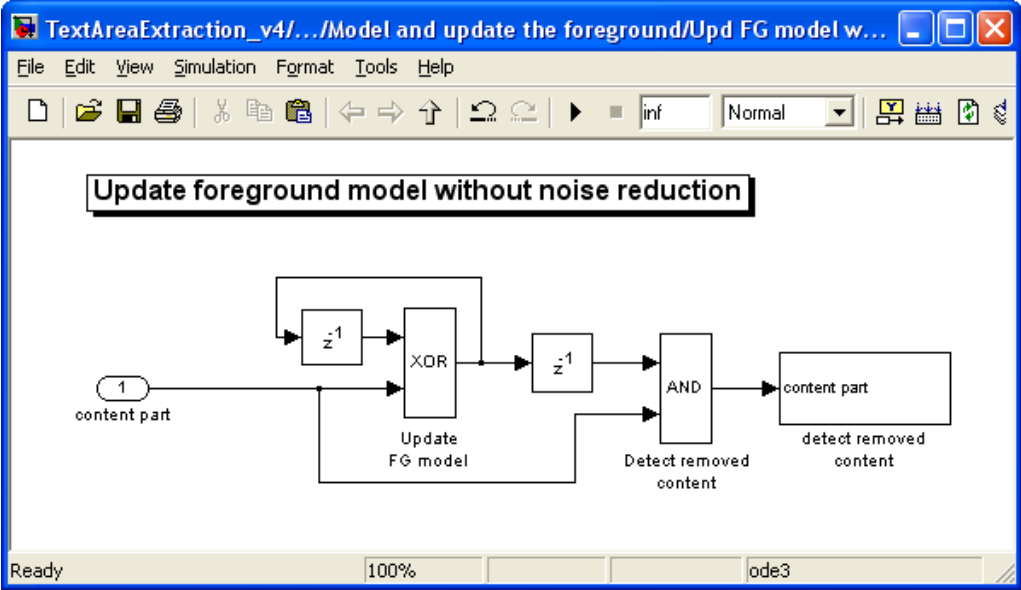 TextAreaExtraction_v4/.../Model and update the foreground/Upd FG model w...
File Edit View Simulation Format Tools Help
inf Normal
Update foreground model without noise reduction
z-1
XOR
z-1
AND
1
content part
content part
Update
FG model
Detect removed
content
detect removed
content
Ready 100% ode3